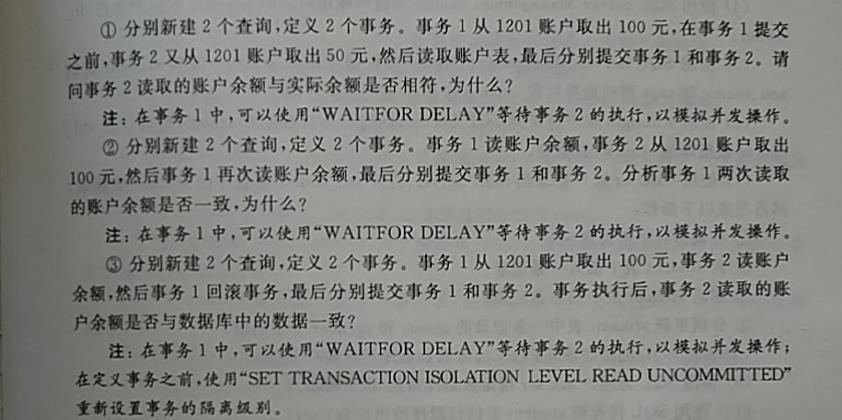 ① 分别新建 2 个查询,定义 2 个事务。事务 1 从 1201 账户取出 100 元,在事务 1 提交
之前,事务 2 又从 1201 账户取出 50 元,然后读取账户表,最后分别提交事务 1 和事务 2。请
问事务 2 读取的账户余额与实际余额是否相符,为什么?
注:在事务 1 中,可以使用“WAITFOR DELAY”等待事务 2 的执行,以模拟并发操作。
② 分别新建 2 个查询,定义 2 个事务。事务 1 读账户余额,事务 2 从 1201 账户取出
100 元,然后事务 1 再次读账户余额,最后分别提交事务 1 和事务 2。分析事务 1 两次读取
的账户余额是否一致,为什么?
注:在事务 1 中,可以使用“WAITFOR DELAY”等待事务 2 的执行,以模拟并发操作。
③ 分别新建 2 个查询,定义 2 个事务。事务 1 从 1201 账户取出 100 元,事务 2 读账户
余额,然后事务 1 回滚事务,最后分别提交事务 1 和事务 2。事务执行后,事务 2 读取的账
户余额是否与数据库中的数据一致?
注:在事务 1 中,可以使用“WAITFOR DELAY”等待事务 2 的执行,以模拟并发操作;
在定义事务之前,使用“SET TRANSACTION ISOLATION LEVEL READ UNCOMMITTED”
重新设置事务的隔离级别。